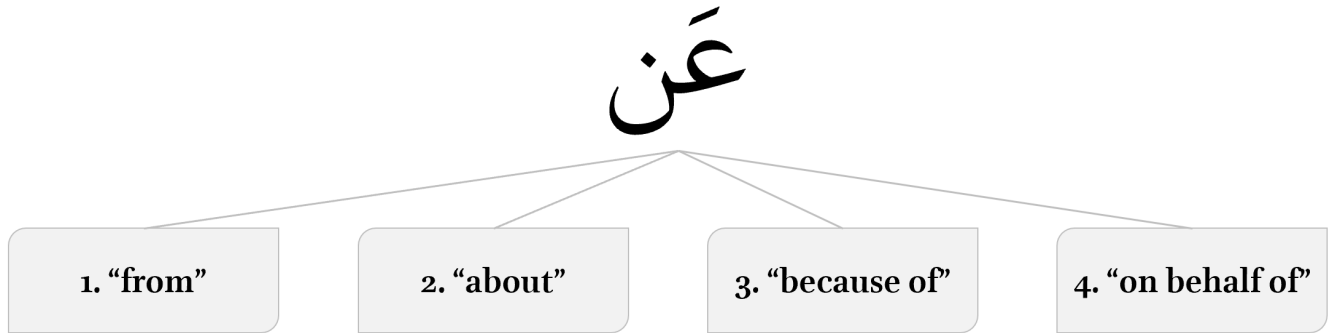 عَن
1. “from”
2. “about”
3. “because of”
4. “on behalf of”